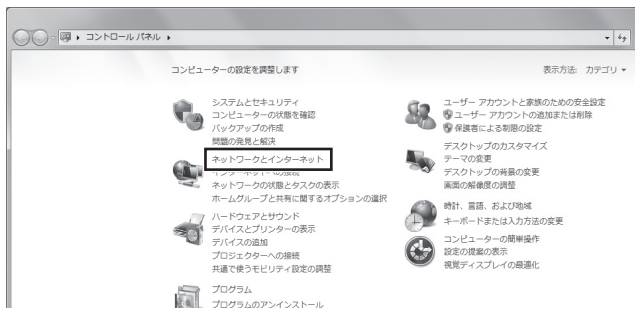 コントロール パネル
コンピューターの設定を調整します
表示方法: カテゴリ
システムとセキュリティ
コンピューターの状態を確認
バックアップの作成
問題の発見と解決
ネットワークとインターネット
インターネットへの接続
ネットワークの状態とタスクの表示
ホームグループと共有に関するオプションの選択
ハードウェアとサウンド
デバイスとプリンターの表示
デバイスの追加
プロジェクターへの接続
共通で使うモビリティ設定の調整
プログラム
プログラムのアンインストール
ユーザー アカウントと家族のための安全設定
ユーザー アカウントの追加または削除
保護者による制限の設定
デスクトップのカスタマイズ
テーマの変更
デスクトップの背景の変更
画面の解像度の調整
時計、言語、および地域
キーボードまたは入力方法の変更
コンピューターの簡単操作
設定の提案の表示
視覚ディスプレイの最適化